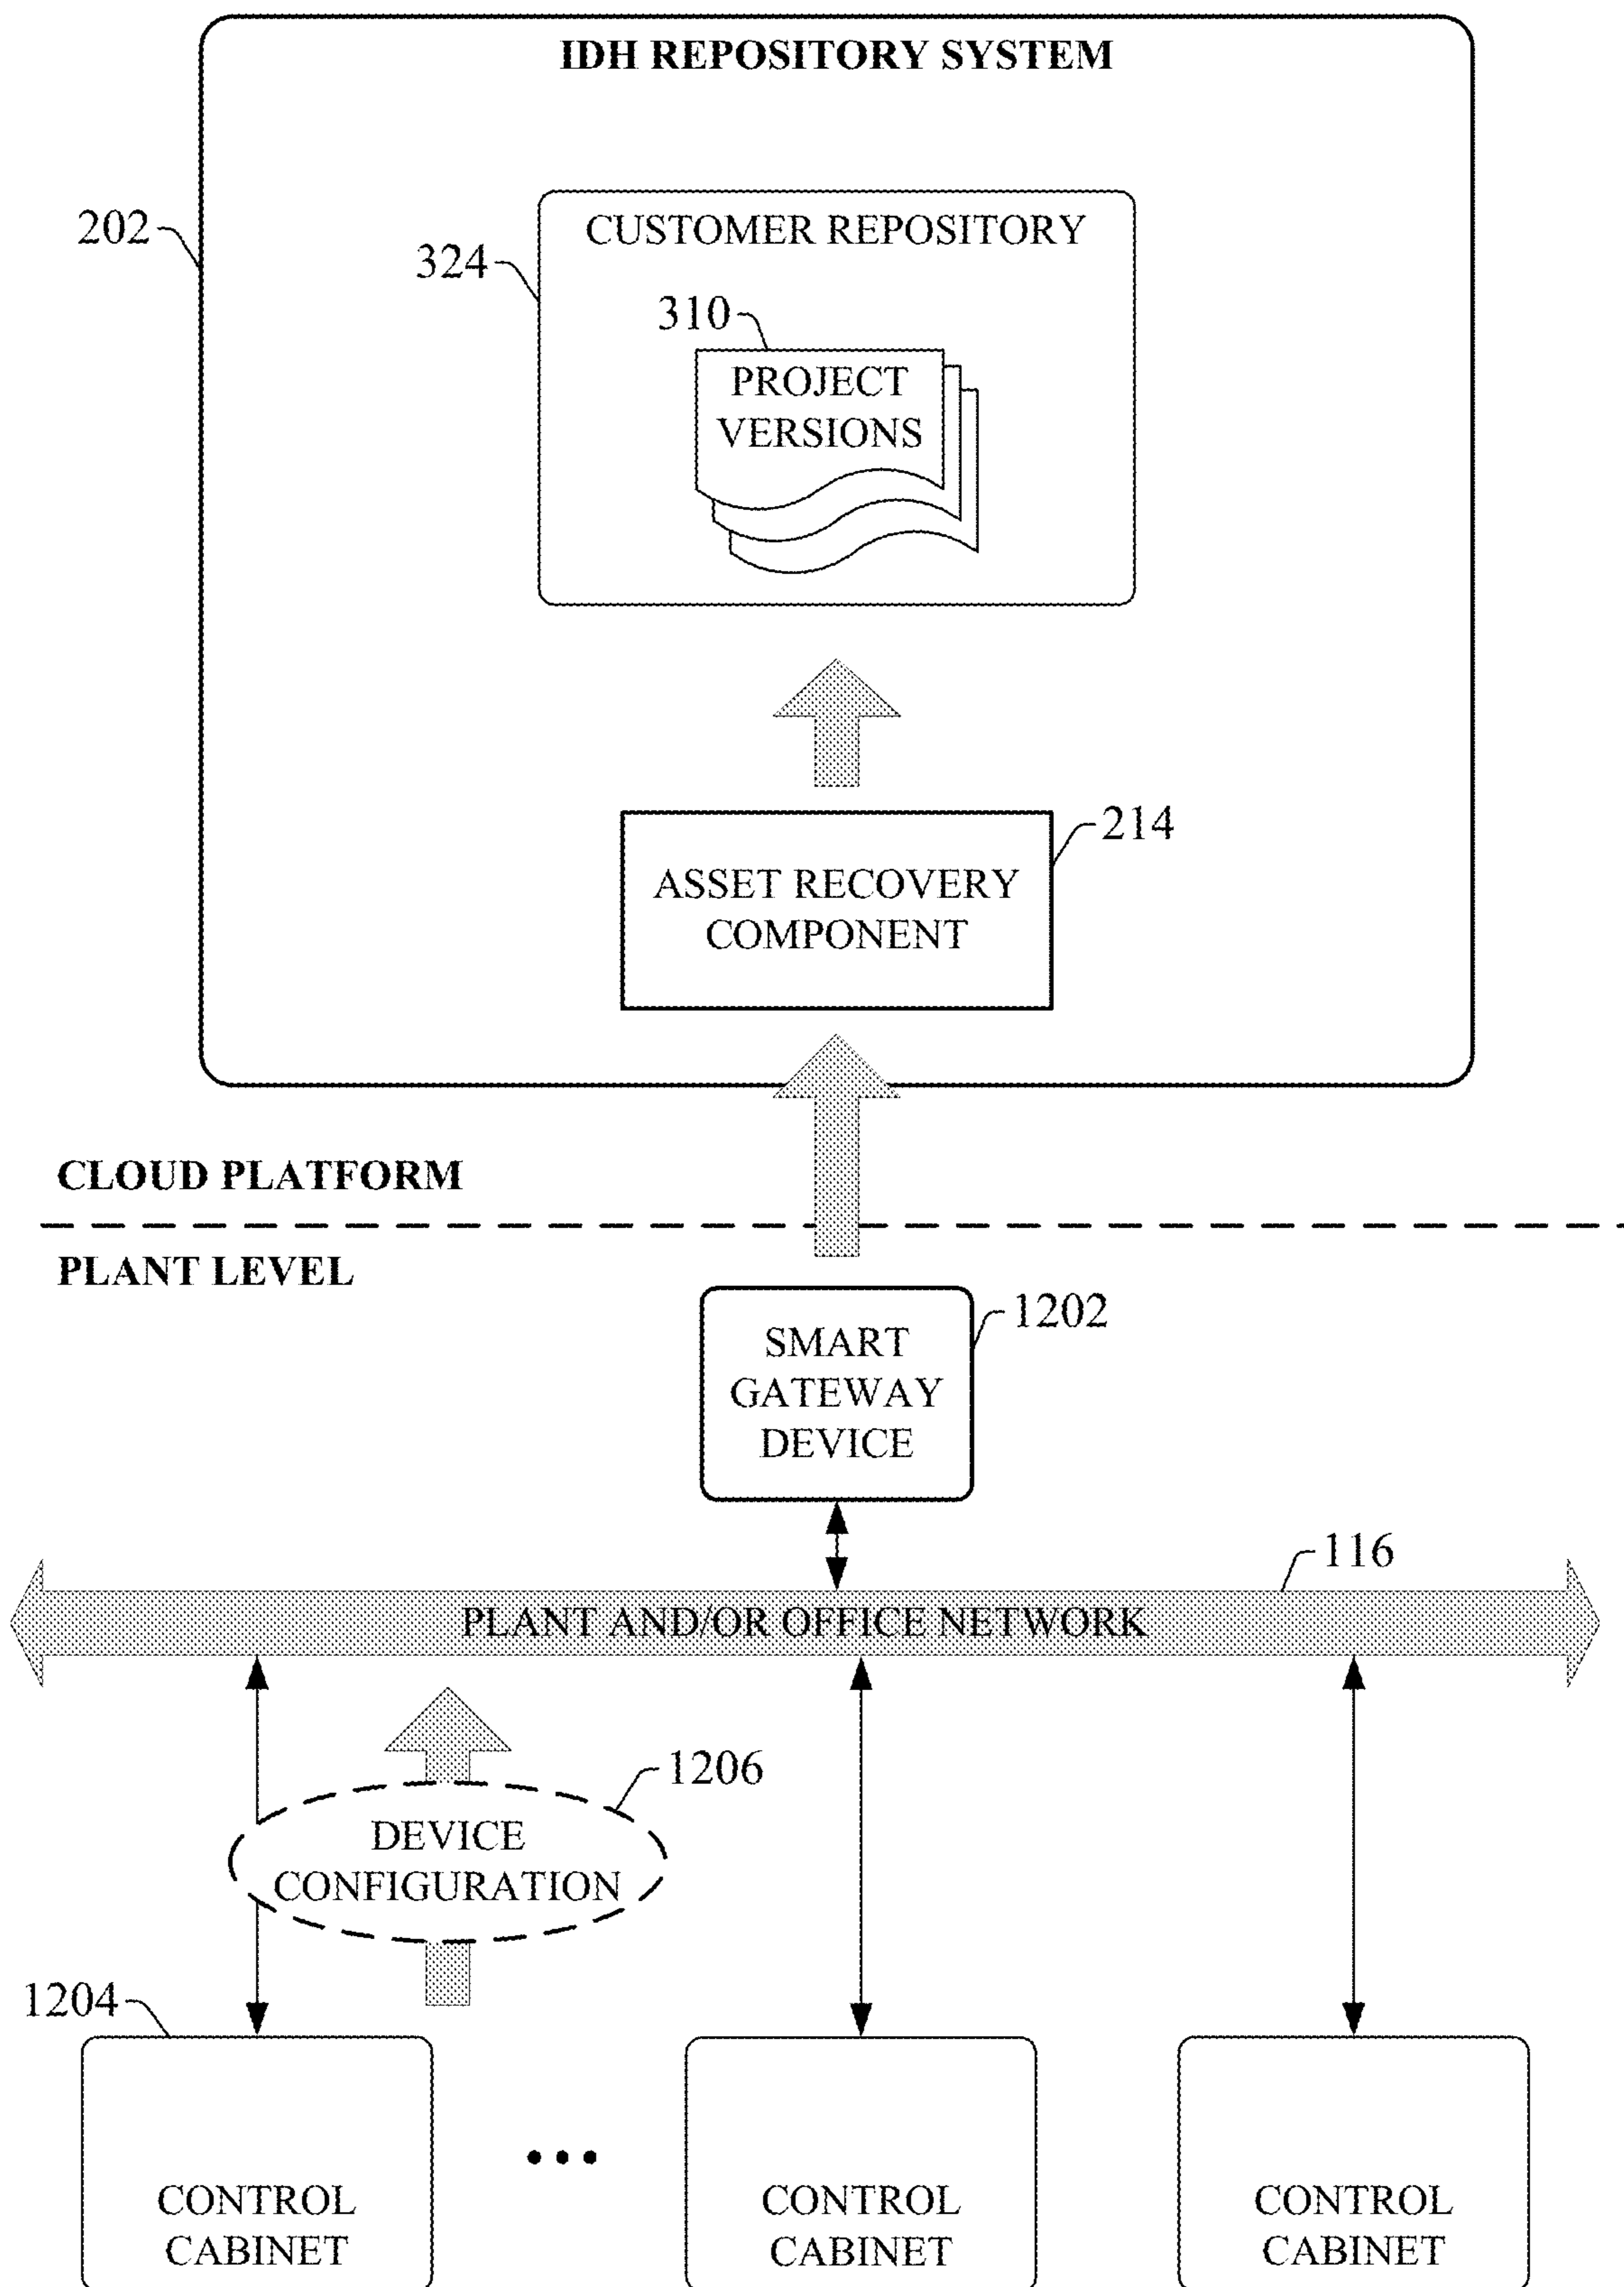 IDH REPOSITORY SYSTEM
202
CUSTOMER REPOSITORY
324
310
PROJECT
VERSIONS
214
ASSET RECOVERY
COMPONENT
CLOUD PLATFORM
PLANT LEVEL
1202
SMART
GATEWAY
DEVICE
116
PLANT AND/OR OFFICE NETWORK
1206
DEVICE
CONFIGURATION
1204
CONTROL
CABINET
...
CONTROL
CABINET
CONTROL
CABINET